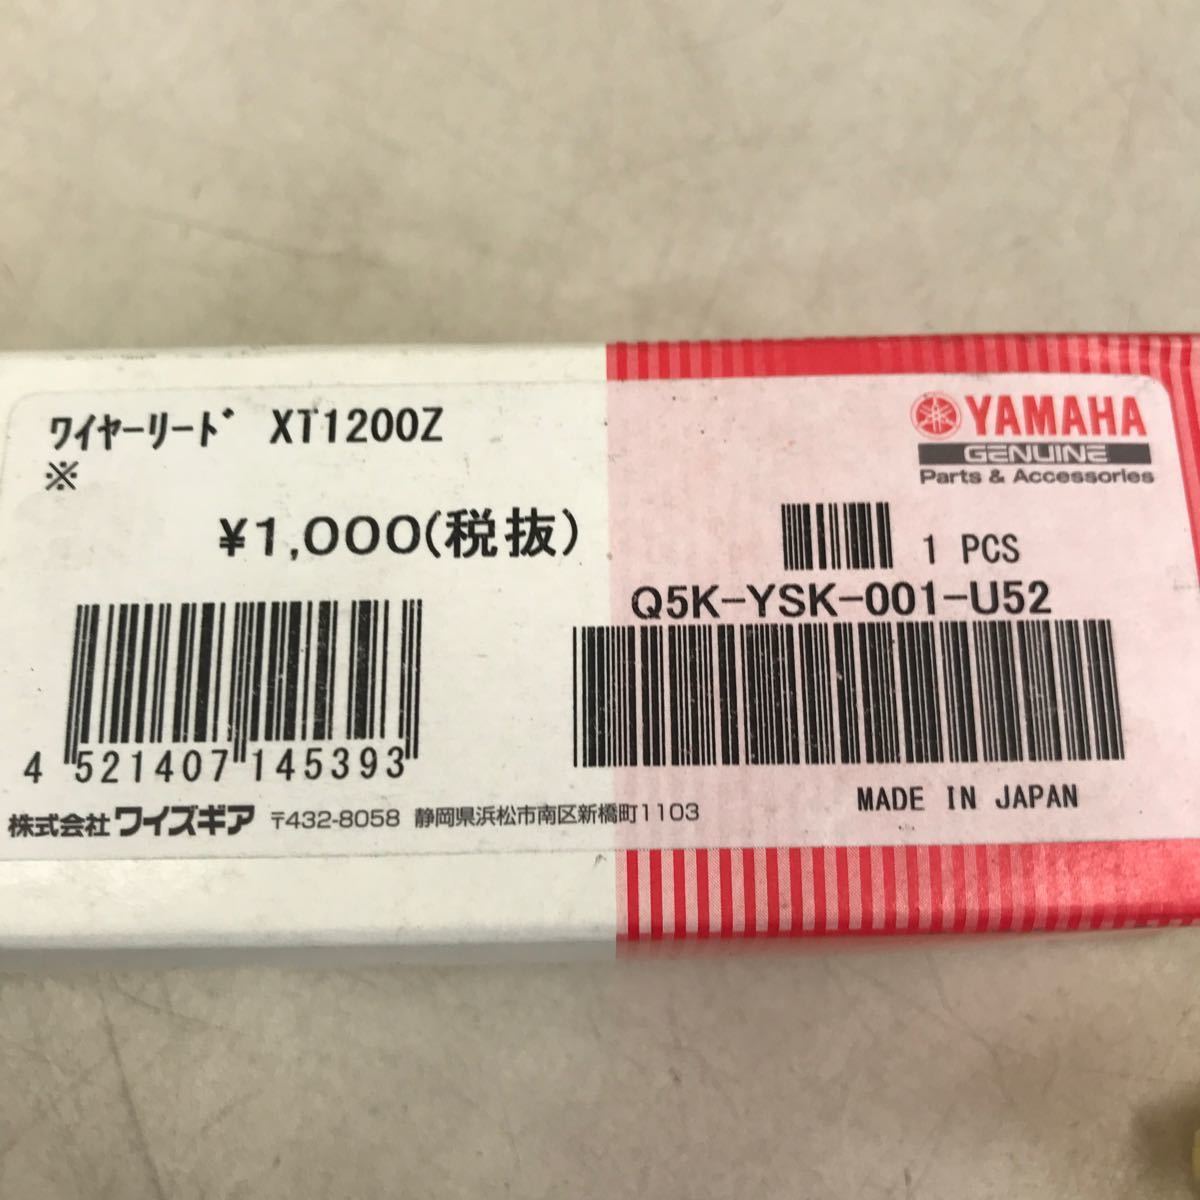 ﾜｲﾔｰﾘｰﾄﾞ XT1200Z
※
¥1,000(税抜)
4 521407 145393
株式会社 ワイズギア 〒432-8058 静岡県浜松市南区新橋町1103
YAMAHA
GENUINE
Parts & Accessories
1 PCS
Q5K-YSK-001-U52
MADE IN JAPAN